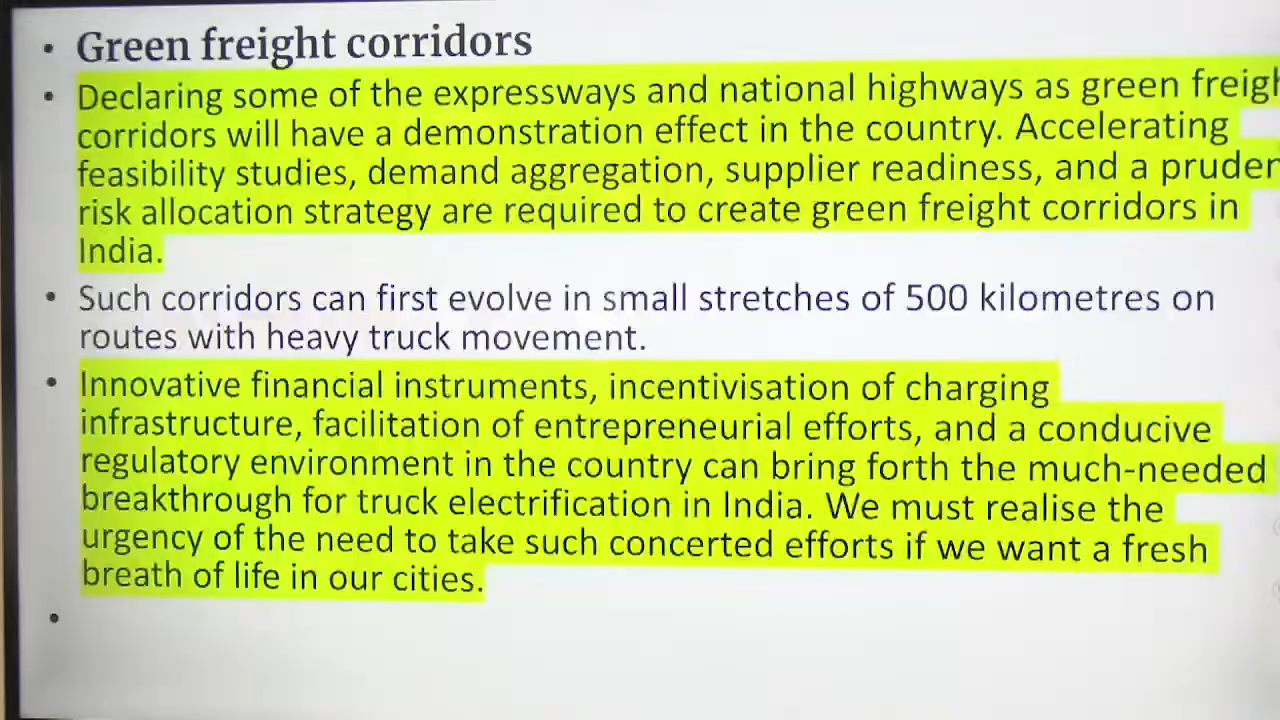 • Green freight corridors
• Declaring some of the expressways and national highways as green
corridors will have a demonstration effect in the country. Accelerating
feasibility studies, demand aggregation, supplier readiness, and a
risk allocation strategy are required to create green freight corridors in
India.
• Such corridors can first evolve in small stretches of 500 kilometres on
routes with heavy truck movement.
• Innovative financial instruments, incentivisation of charging
infrastructure, facilitation of entrepreneurial efforts, and a conducive
regulatory environment in the country can bring forth the much-needed
breakthrough for truck electrification in India. We must realise the
urgency of the need to take such concerted efforts if we want a fresh
breath of life in our cities.
•